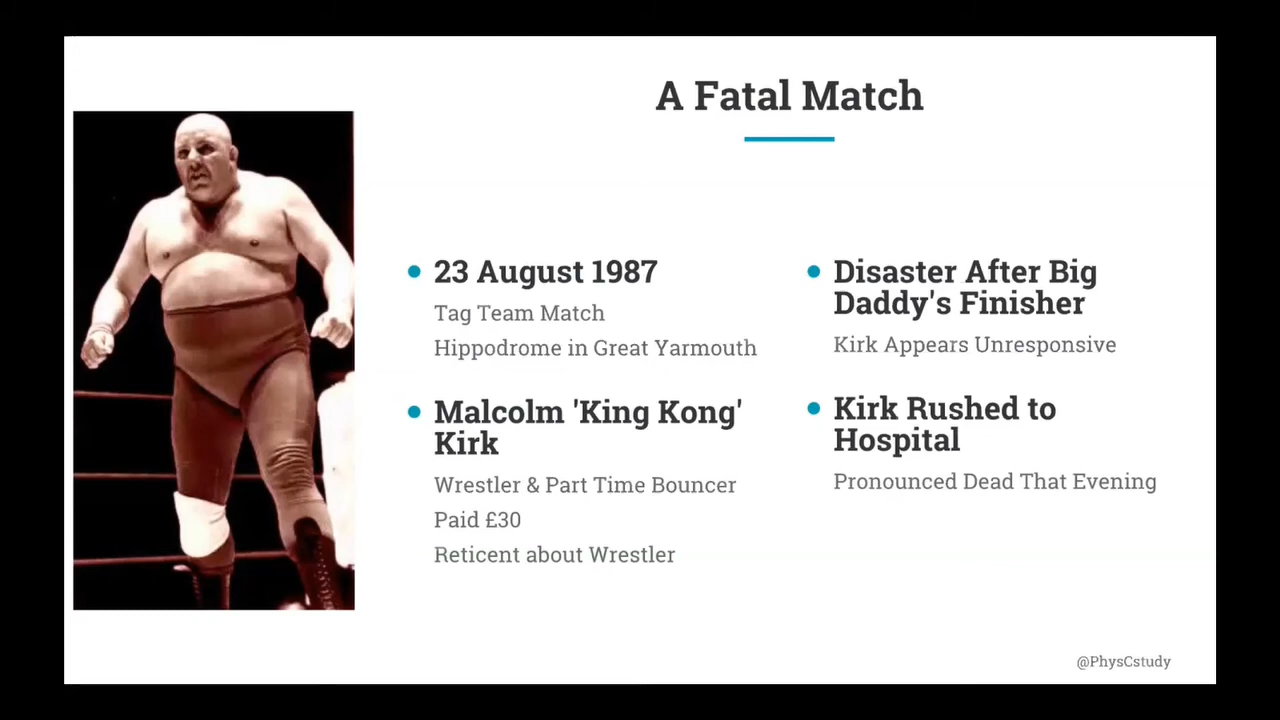 A Fatal Match
23 August 1987
Tag Team Match
Hippodrome in Great Yarmouth
Malcolm 'King Kong'
Kirk
Wrestler & Part Time Bouncer
Paid £30
Reticent about Wrestler
Disaster After Big
Daddy's Finisher
Kirk Appears Unresponsive
Kirk Rushed to
Hospital
Pronounced Dead That Evening
@PhysCstudy